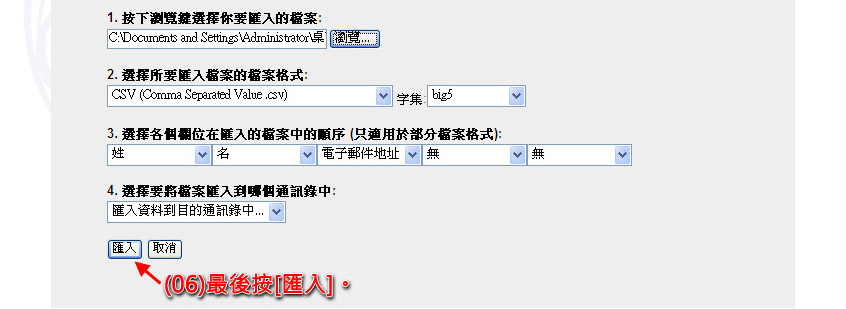 1. 按下瀏覽鍵選擇你要匯入的檔案:
C:\Documents and Settings\Administrator\桌 瀏覽...
2. 選擇所要匯入檔案的檔案格式:
CSV (Comma Separated Value .csv) 字集: big5
3. 選擇各個欄位在匯入的檔案中的順序 (只適用於部分檔案格式):
姓 名 電子郵件地址 無 無
4. 選擇要將檔案匯入到哪個通訊錄中:
匯入資料到目的通訊錄中...
匯入 取消
(06)最後按[匯入]。